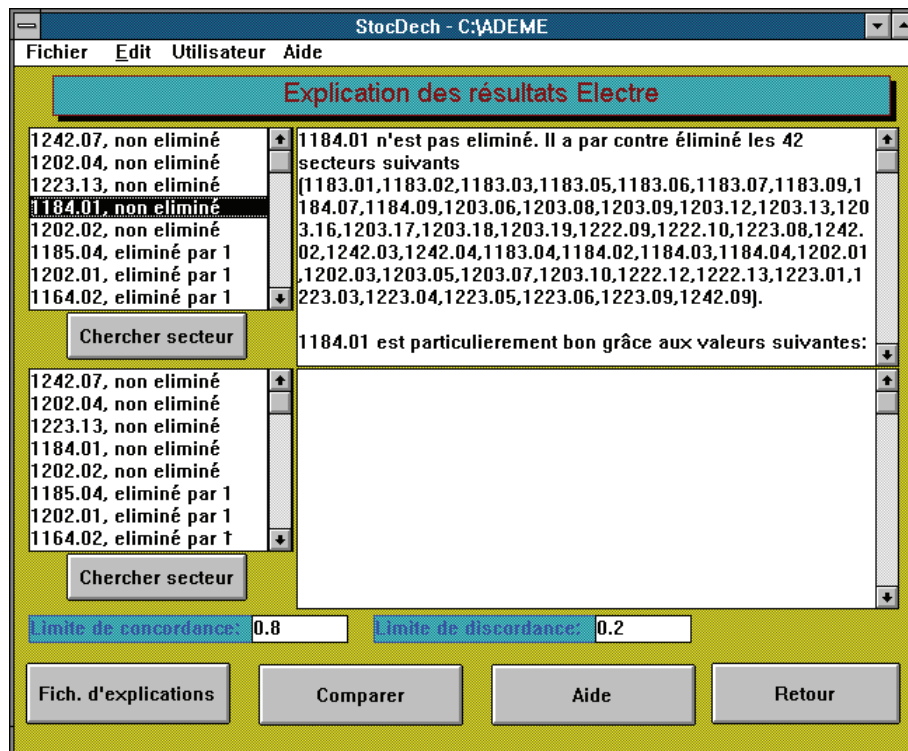 StocDech - C:\ADEME
Fichier Edit Utilisateur Aide
Explication des résultats Electre
1242.07, non eliminé
1202.04, non eliminé
1223.13, non eliminé
1184.01, non eliminé
1202.02, non eliminé
1185.04, eliminé par 1
1202.01, eliminé par 1
1164.02, eliminé par 1
Chercher secteur
1184.01 n'est pas eliminé. Il a par contre éliminé les 42
secteurs suivants
(1183.01,1183.02,1183.03,1183.05,1183.06,1183.07,1183.09,1
184.07,1184.09,1203.06,1203.08,1203.09,1203.12,1203.13,120
3.16,1203.17,1203.18,1203.19,1222.09,1222.10,1223.08,1242.
02,1242.03,1242.04,1183.04,1184.02,1184.03,1184.04,1202.01
,1202.03,1203.05,1203.07,1203.10,1222.12,1222.13,1223.01,1
223.03,1223.04,1223.05,1223.06,1223.09,1242.09).
1184.01 est particulierement bon grâce aux valeurs suivantes:
1242.07, non eliminé
1202.04, non eliminé
1223.13, non eliminé
1184.01, non eliminé
1202.02, non eliminé
1185.04, eliminé par 1
1202.01, eliminé par 1
1164.02, eliminé par 1
Chercher secteur
Limite de concordance: 0.8 Limite de discordance: 0.2
Fich. d'explications Comparer Aide Retour